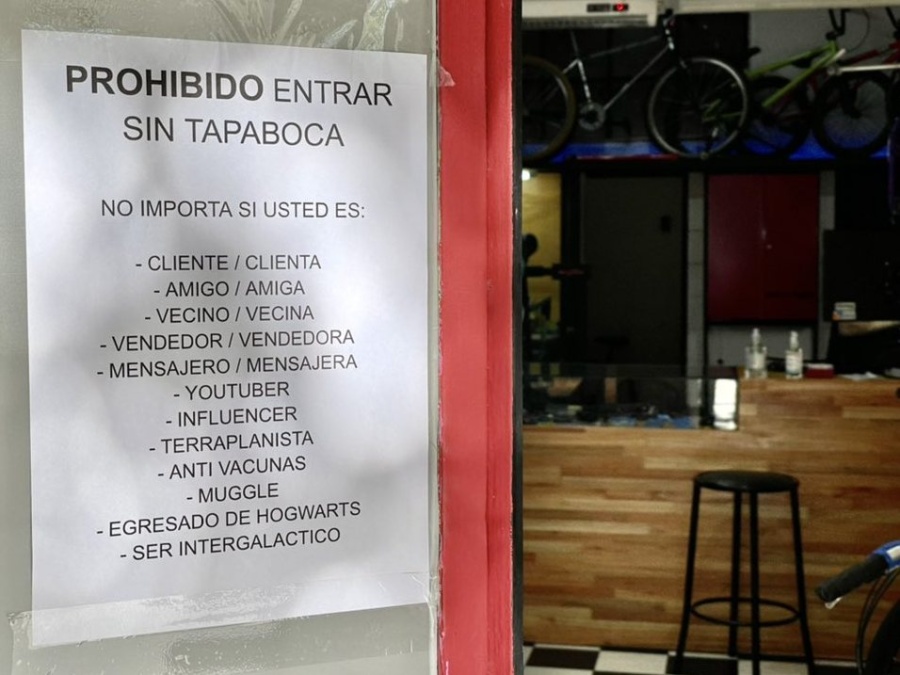 PROHIBIDO ENTRAR
SIN TAPABOCA
NO IMPORTA SI USTED ES:
- CLIENTE / CLIENTA
- AMIGO / AMIGA
- VECINO / VECINA
- VENDEDOR / VENDEDORA
- MENSAJERO / MENSAJERA
- YOUTUBER
- INFLUENCER
- TERRAPLANISTA
- ANTI VACUNAS
- MUGGLE
- EGRESADO DE HOGWARTS
- SER INTERGALACTICO